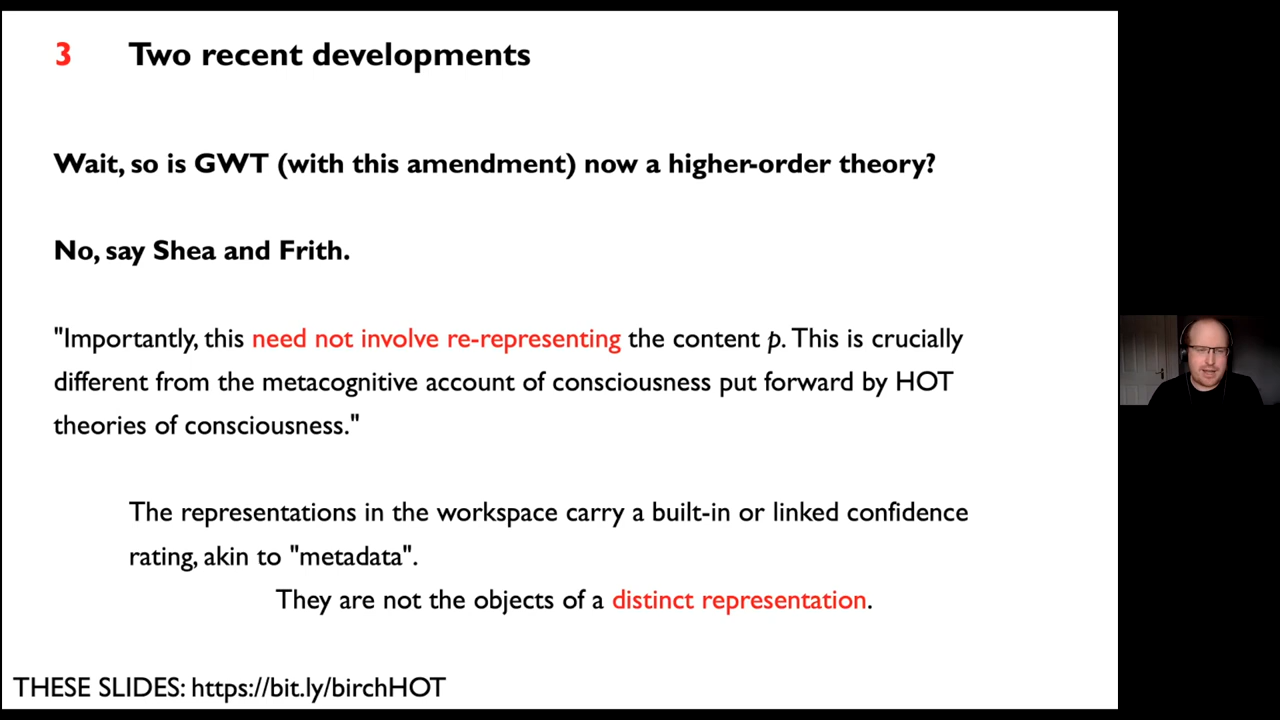 3 Two recent developments
Wait, so is GWT (with this amendment) now a higher-order theory?
No, say Shea and Frith.
"Importantly, this need not involve re-representing the content p. This is crucially
different from the metacognitive account of consciousness put forward by HOT
theories of consciousness."
The representations in the workspace carry a built-in or linked confidence
rating, akin to "metadata".
They are not the objects of a distinct representation.
THESE SLIDES: https://bit.ly/birchHOT